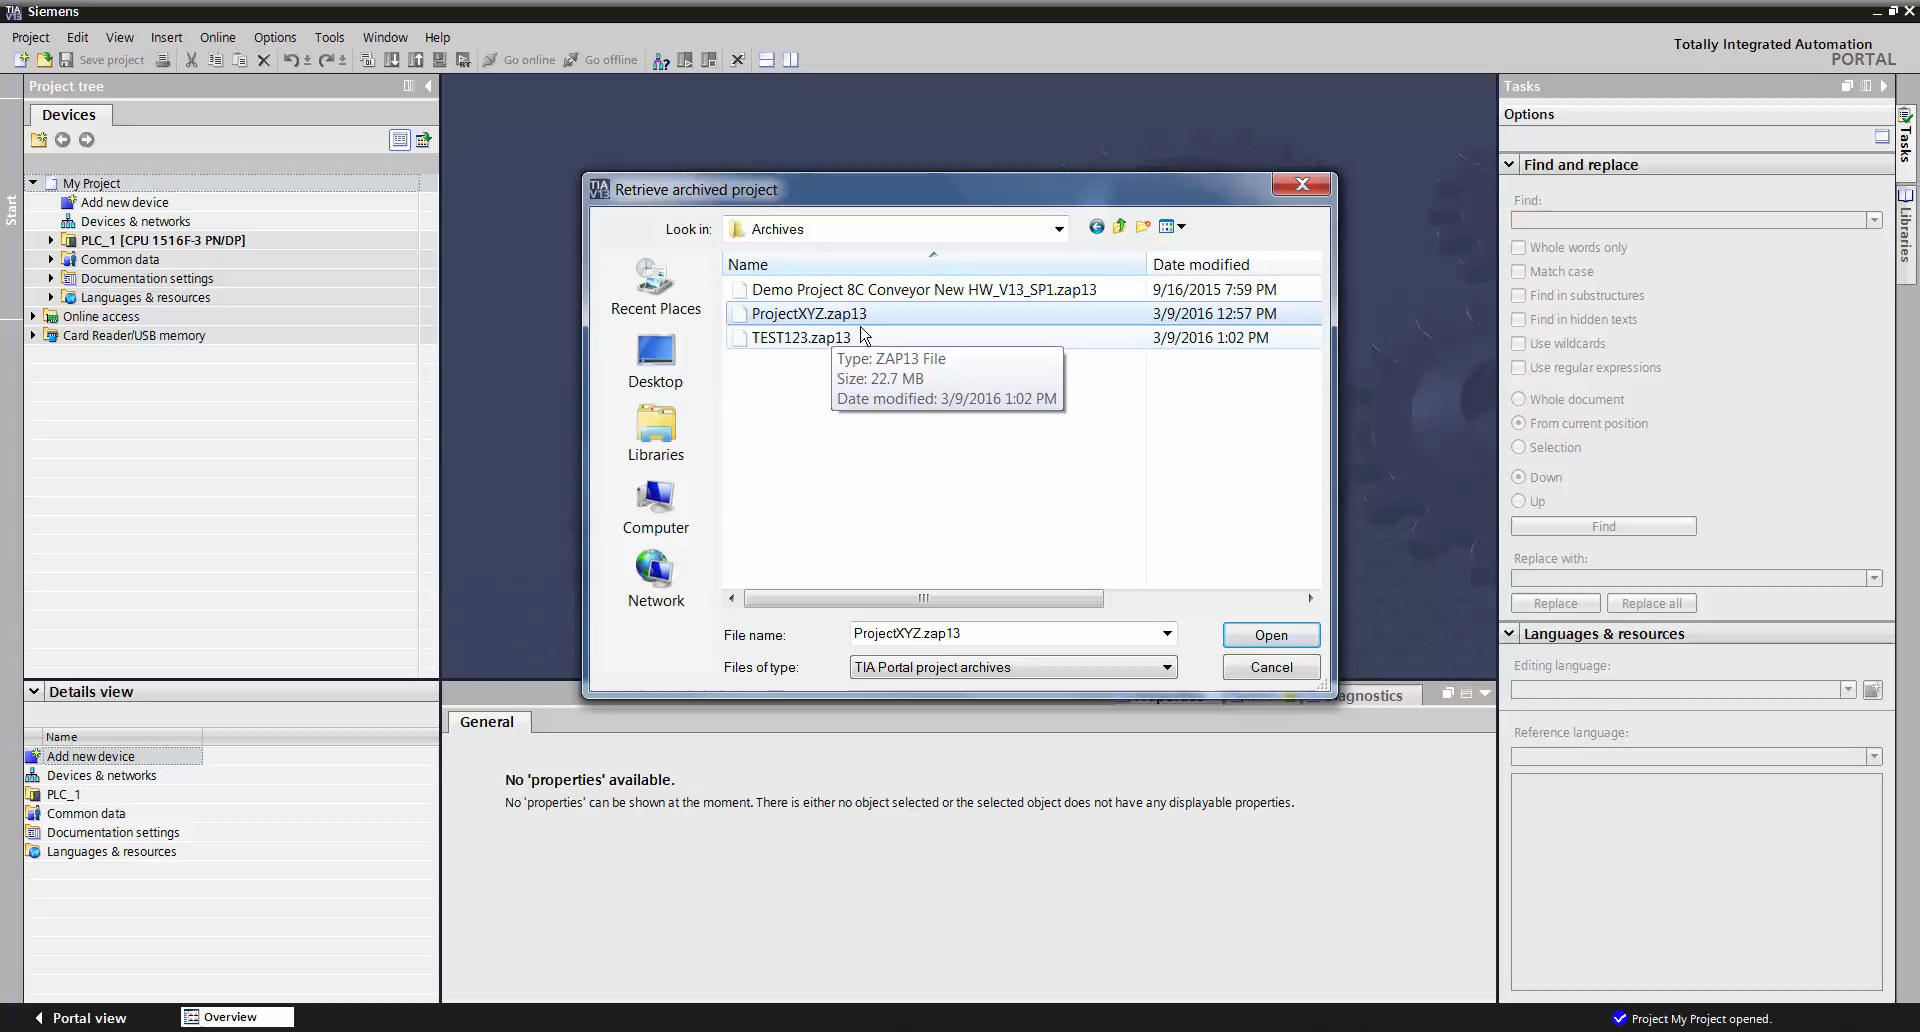 Siemens
Project Edit View Insert Online Options Tools Window Help
Totally Integrated Automation
PORTAL
Save project
Go online
Go offline
Project tree
Devices
Start
My Project
Add new device
Devices & networks
PLC_1 [CPU 1516F-3 PN/DP]
Common data
Documentation settings
Languages & resources
Online access
Card Reader/USB memory
Details view
Name
Add new device
Devices & networks
PLC_1
Common data
Documentation settings
Languages & resources
TIA V13 Retrieve archived project
Look in: Archives
Recent Places
Desktop
Libraries
Computer
Network
Name Date modified
Demo Project 8C Conveyor New HW_V13_SP1.zap13 9/16/2015 7:59 PM
ProjectXYZ.zap13 3/9/2016 12:57 PM
TEST123.zap13 3/9/2016 1:02 PM
Type: ZAP13 File
Size: 22.7 MB
Date modified: 3/9/2016 1:02 PM
File name: ProjectXYZ.zap13 Open
Files of type: TIA Portal project archives Cancel
General
No 'properties' available.
No 'properties' can be shown at the moment. There is either no object selected or the selected object does not have any displayable properties.
Tasks
Options
Find and replace
Find:
Whole words only
Match case
Find in substructures
Find in hidden texts
Use wildcards
Use regular expressions
Whole document
From current position
Selection
Down
Up
Find
Replace with:
Replace Replace all
Languages & resources
Editing language:
Reference language:
Tasks
Libraries
Portal view
Overview
Project My Project opened.